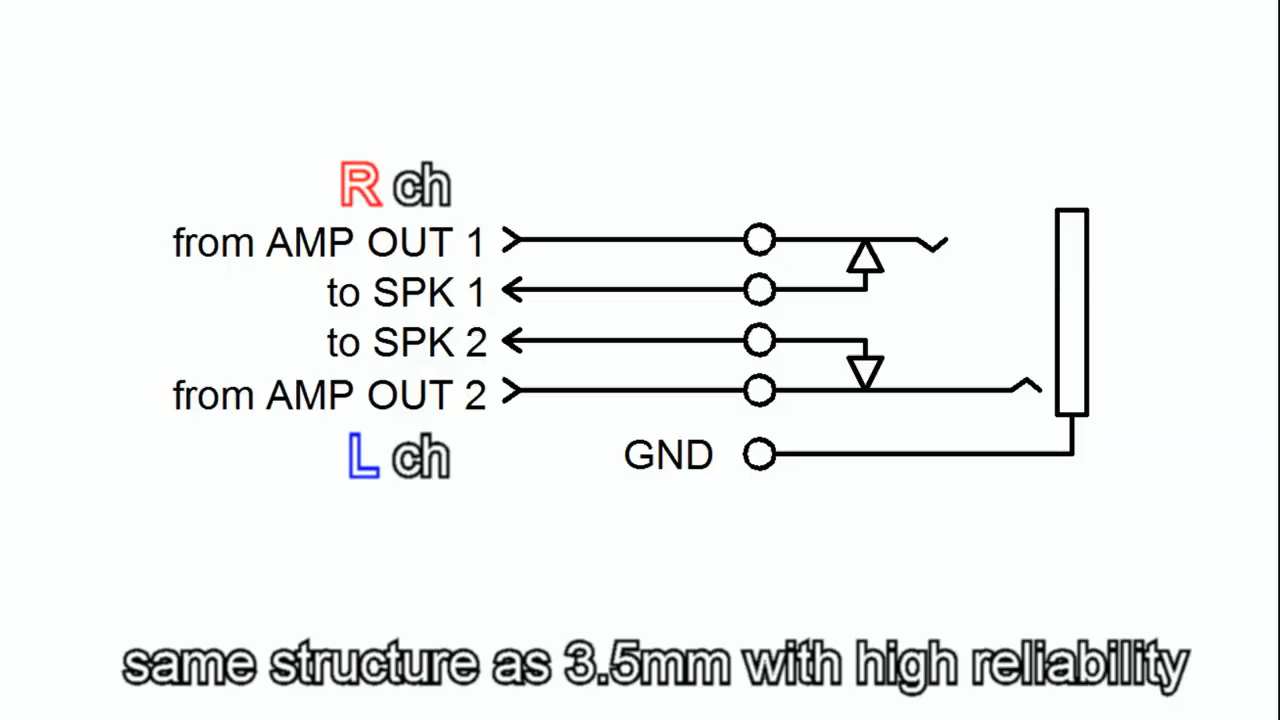 R ch
from AMP OUT 1
to SPK 1
to SPK 2
from AMP OUT 2
L ch
GND
same structure as 3.5mm with high reliability